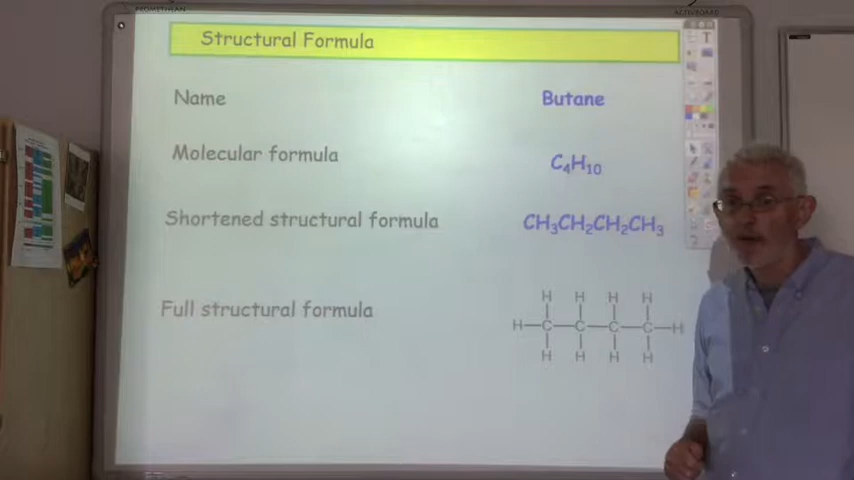 Structural Formula
Name Butane
Molecular formula C₄H₁₀
Shortened structural formula CH₃CH₂CH₂CH₃
Full structural formula
H H H H
H—C—C—C—C—H
H H H H